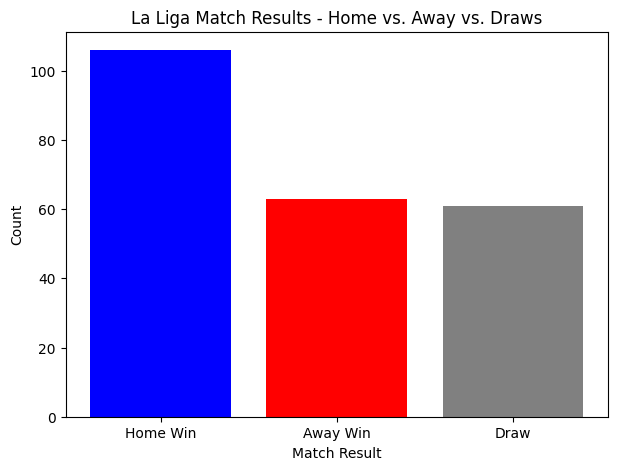 La Liga Match Results - Home vs. Away vs. Draws
100
80
60
40
20
0
Count
Home Win
Away Win
Draw
Match Result